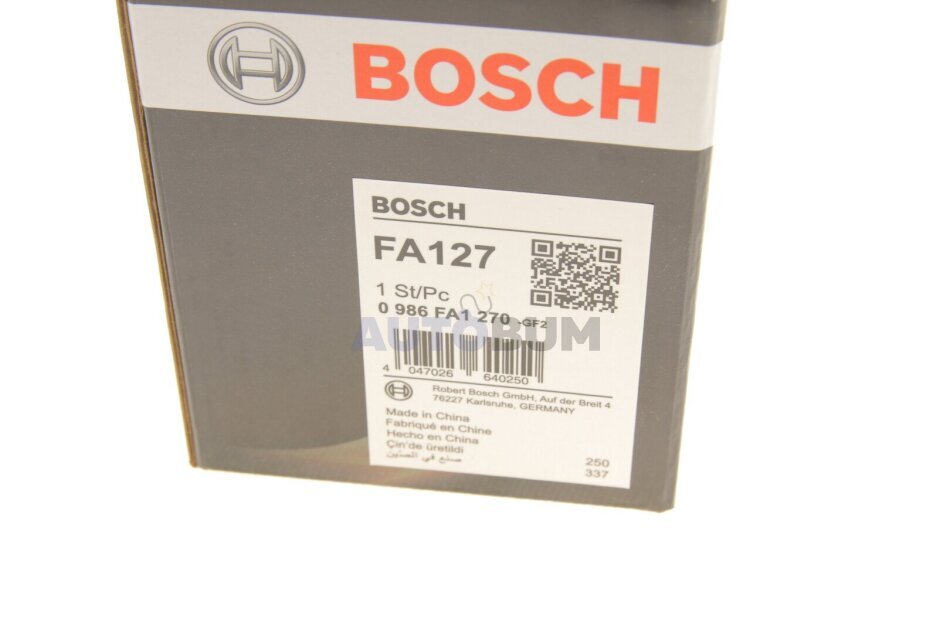 BOSCH
BOSCH
FA127
1 St/Pc
0 986 FA1 270 -GF2
AUTOBUM
4 047026 640250
Robert Bosch GmbH, Auf der Breit 4
76227 Karlsruhe, GERMANY
Made in China
Fabriqué en Chine
Hecho en China
Çin'de üretildi
صنع في الصين
250
337